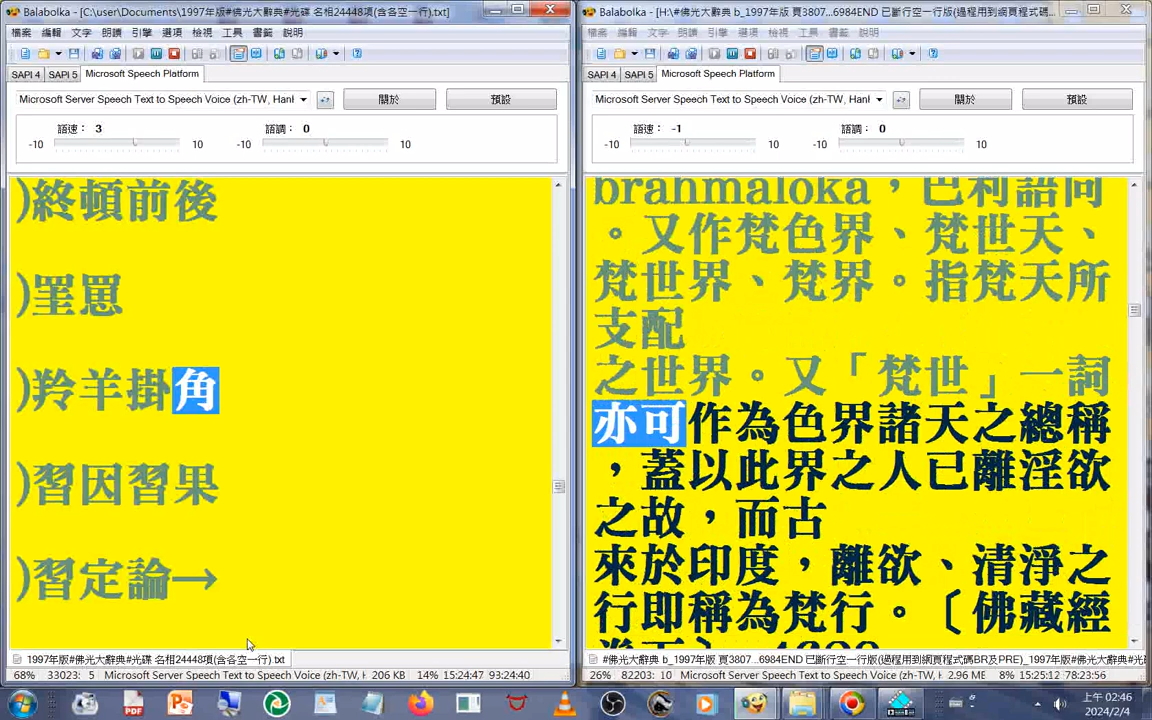 Balabolka - [C:\user\Documents\1997年版#佛光大辭典#光碟 名相24448項(含各空一行).txt]
檔案 編輯 文字 朗讀 引擎 選項 檢視 工具 書籤 說明
SAPI 4 SAPI 5 Microsoft Speech Platform
Microsoft Server Speech Text to Speech Voice (zh-TW, Hanl
關於
預設
語速： 3
語調： 0
-10 10 -10 10
)終頓前後
)罣罳
)羚羊掛角
)習因習果
)習定論→
1997年版#佛光大辭典#光碟 名相24448項(含各空一行).txt
68% 33023: 5 Microsoft Server Speech Text to Speech Voice (zh-TW, H 206 KB 14% 15:24:47 93:24:40
Balabolka - [H:\#佛光大辭典 b_1997年版 頁3807...6984END 已斷行空一行版(過程用到網頁程式碼...
檔案 編輯 文字 朗讀 引擎 選項 檢視 工具 書籤 說明
SAPI 4 SAPI 5 Microsoft Speech Platform
Microsoft Server Speech Text to Speech Voice (zh-TW, Hanl
關於
預設
語速： -1
語調： 0
-10 10 -10 10
brahmaloka，巴利語同
。又作梵色界、梵世天、
梵世界、梵界。指梵天所
支配
之世界。又「梵世」一詞
亦可作為色界諸天之總稱
，蓋以此界之人已離淫欲
之故，而古
來於印度，離欲、清淨之
行即稱為梵行。〔佛藏經
#佛光大辭典 b_1997年版 頁3807...6984END 已斷行空一行版(過程用到網頁程式碼BR及PRE)_1997年版#佛光
26% 82203: 10 Microsoft Server Speech Text to Speech Voice (zh-TW, H 2.96 ME 8% 15:25:12 78:23:56
PDF
上午 02:46
2024/2/4